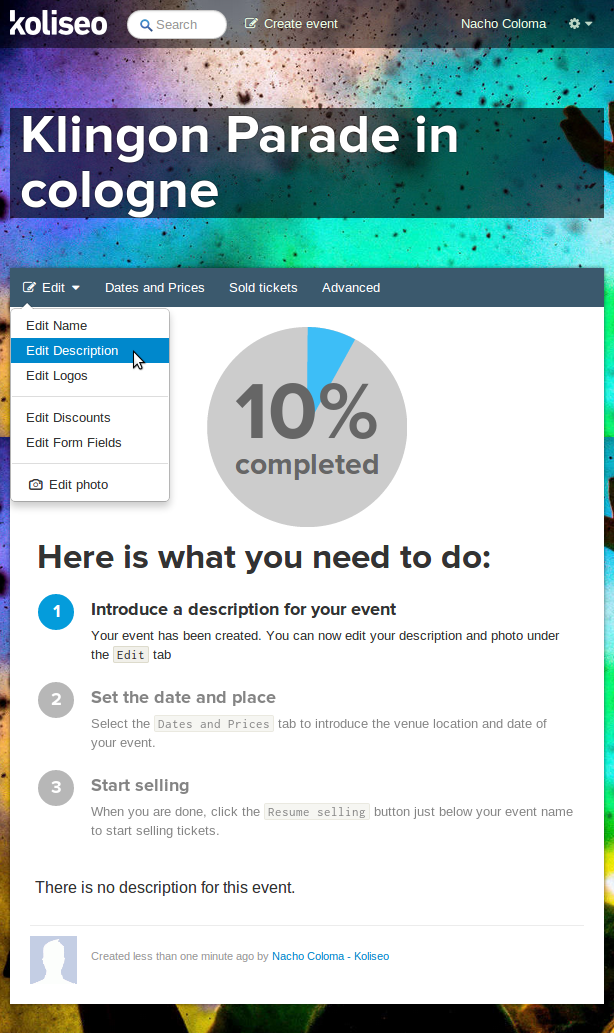 koliseo
Search
Create event
Nacho Coloma
Klingon Parade in
cologne
Edit
Dates and Prices
Sold tickets
Advanced
Edit Name
Edit Description
Edit Logos
Edit Discounts
Edit Form Fields
Edit photo
10%
completed
Here is what you need to do:
1
Introduce a description for your event
Your event has been created. You can now edit your description and photo under
the Edit tab
2
Set the date and place
Select the Dates and Prices tab to introduce the venue location and date of
your event.
3
Start selling
When you are done, click the Resume selling button just below your event name
to start selling tickets.
There is no description for this event.
Created less than one minute ago by Nacho Coloma - Koliseo